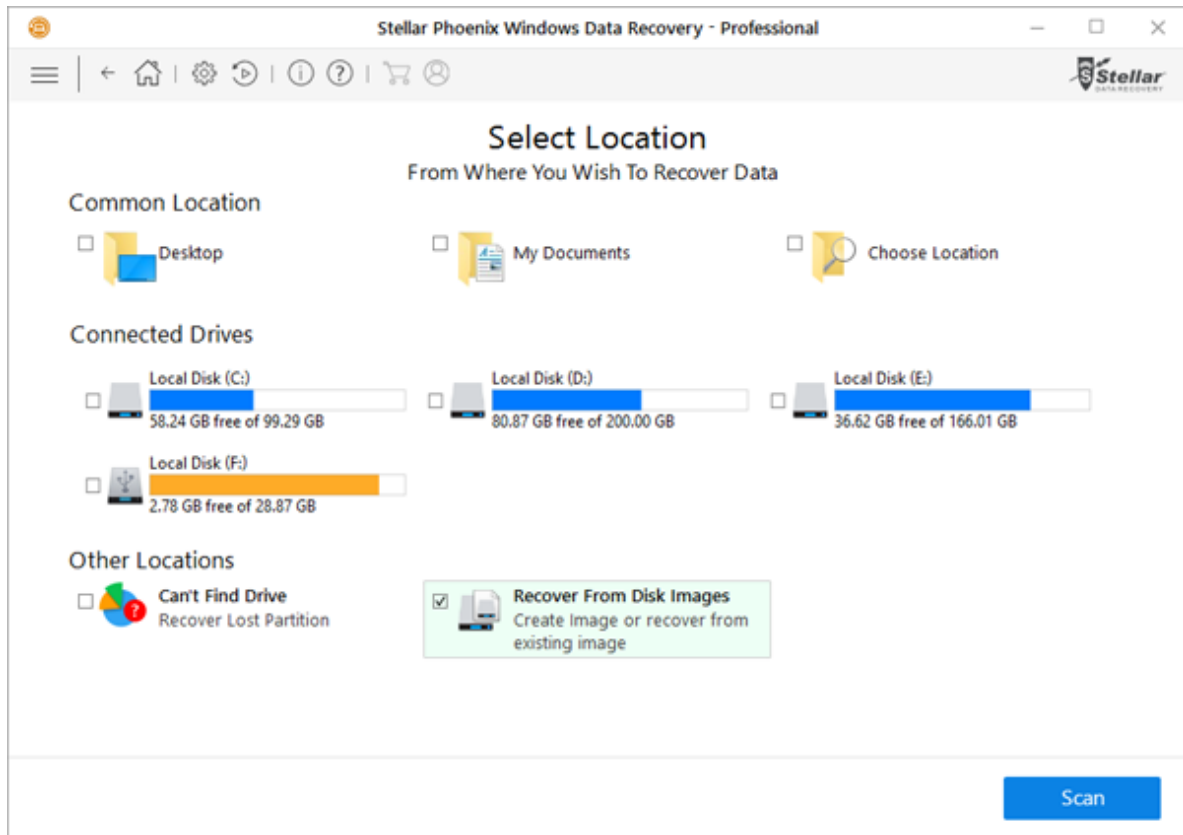 Stellar Phoenix Windows Data Recovery - Professional
Stellar
DATA RECOVERY
Select Location
From Where You Wish To Recover Data
Common Location
Desktop
My Documents
Choose Location
Connected Drives
Local Disk (C:)
58.24 GB free of 99.29 GB
Local Disk (D:)
80.87 GB free of 200.00 GB
Local Disk (E:)
36.62 GB free of 166.01 GB
Local Disk (F:)
2.78 GB free of 28.87 GB
Other Locations
Can't Find Drive
Recover Lost Partition
Recover From Disk Images
Create Image or recover from
existing image
Scan